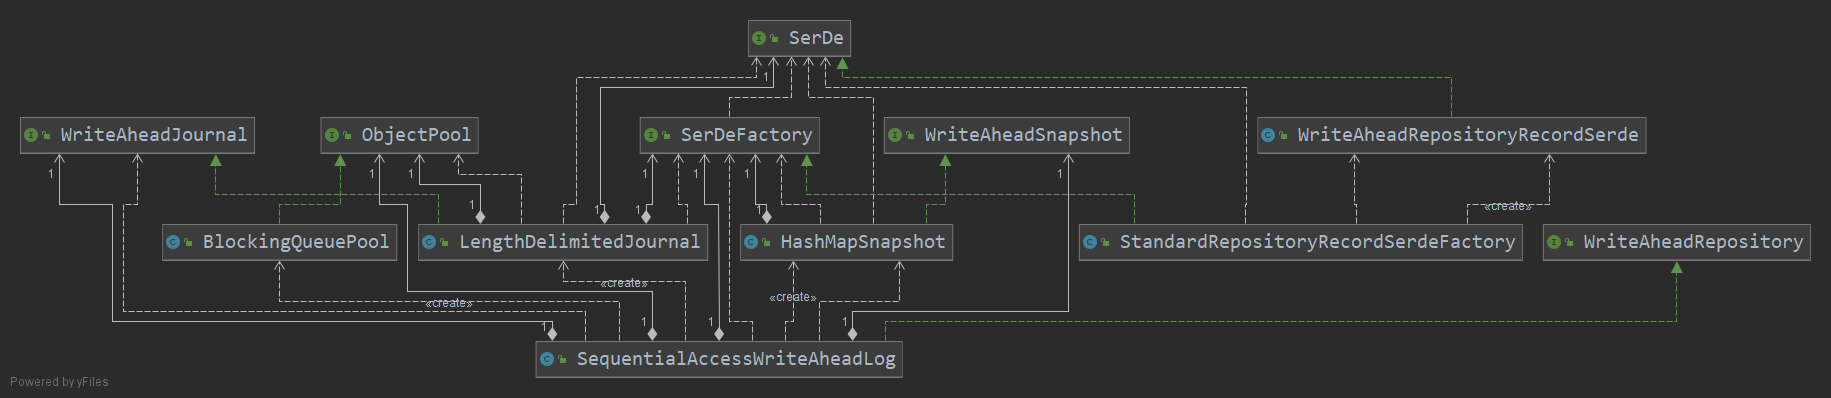 SerDe
1
WriteAheadJournal
ObjectPool
SerDeFactory
WriteAheadSnapshot
WriteAheadRepositoryRecordSerde
1 1 1 1 1 1 1
1 1 1 1 «create»
BlockingQueuePool
LengthDelimitedJournal
HashMapSnapshot
StandardRepositoryRecordSerdeFactory
WriteAheadRepository
«create»
«create»
«create»
1 1 1 1
SequentialAccessWriteAheadLog
Powered by yFiles